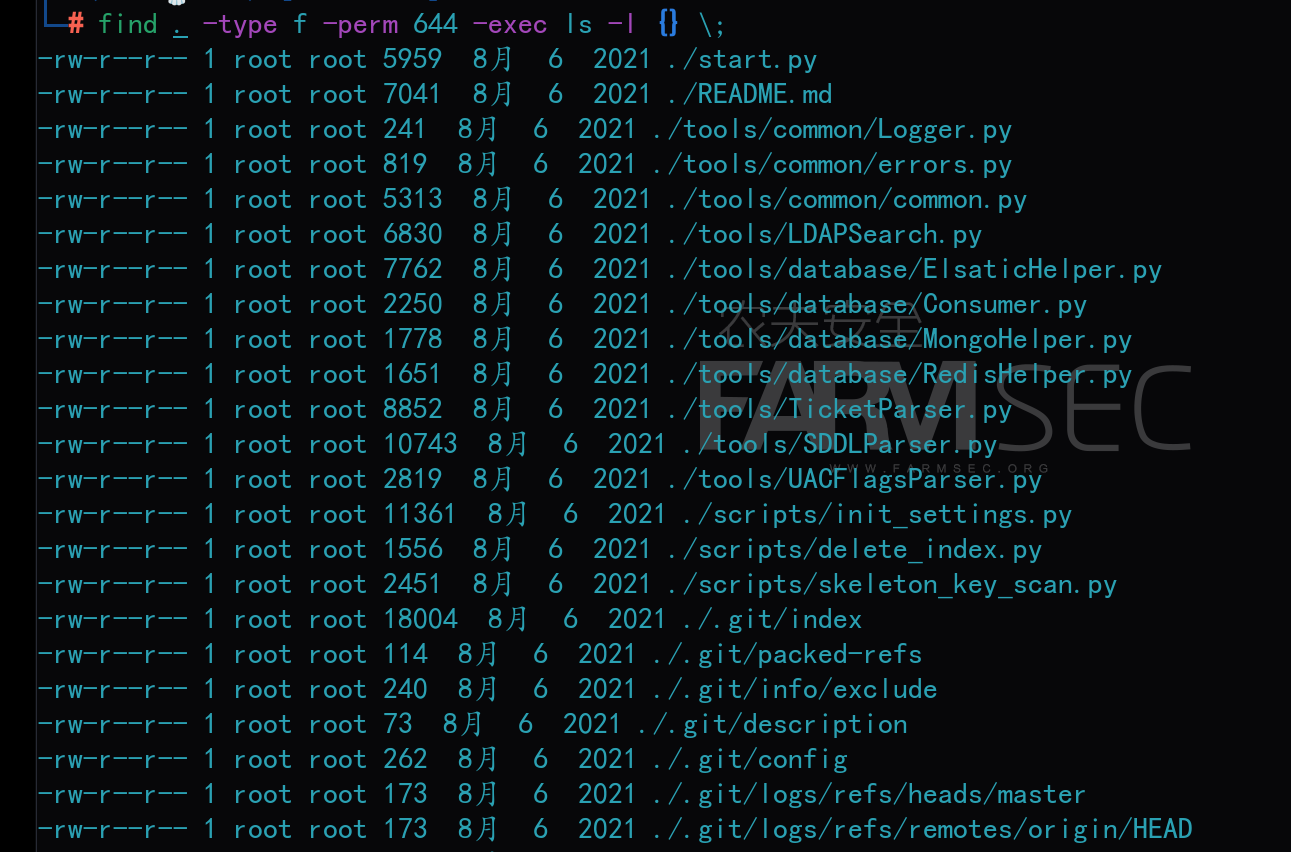 # find . -type f -perm 644 -exec ls -l {} \;
-rw-r--r-- 1 root root 5959  8月  6  2021 ./start.py
-rw-r--r-- 1 root root 7041  8月  6  2021 ./README.md
-rw-r--r-- 1 root root 241  8月  6  2021 ./tools/common/Logger.py
-rw-r--r-- 1 root root 819  8月  6  2021 ./tools/common/errors.py
-rw-r--r-- 1 root root 5313  8月  6  2021 ./tools/common/common.py
-rw-r--r-- 1 root root 6830  8月  6  2021 ./tools/LDAPSearch.py
-rw-r--r-- 1 root root 7762  8月  6  2021 ./tools/database/ElsaticHelper.py
-rw-r--r-- 1 root root 2250  8月  6  2021 ./tools/database/Consumer.py
农夫安全
-rw-r--r-- 1 root root 1778  8月  6  2021 ./tools/database/MongoHelper.py
-rw-r--r-- 1 root root 1651  8月  6  2021 ./tools/database/RedisHelper.py
FARMSEC
-rw-r--r-- 1 root root 8852  8月  6  2021 ./tools/TicketParser.py
-rw-r--r-- 1 root root 10743  8月  6  2021 ./tools/SDDLParser.py
WWW.FARMSEC.ORG
-rw-r--r-- 1 root root 2819  8月  6  2021 ./tools/UACFlagsParser.py
-rw-r--r-- 1 root root 11361  8月  6  2021 ./scripts/init_settings.py
-rw-r--r-- 1 root root 1556  8月  6  2021 ./scripts/delete_index.py
-rw-r--r-- 1 root root 2451  8月  6  2021 ./scripts/skeleton_key_scan.py
-rw-r--r-- 1 root root 18004  8月  6  2021 ./.git/index
-rw-r--r-- 1 root root 114  8月  6  2021 ./.git/packed-refs
-rw-r--r-- 1 root root 240  8月  6  2021 ./.git/info/exclude
-rw-r--r-- 1 root root 73  8月  6  2021 ./.git/description
-rw-r--r-- 1 root root 262  8月  6  2021 ./.git/config
-rw-r--r-- 1 root root 173  8月  6  2021 ./.git/logs/refs/heads/master
-rw-r--r-- 1 root root 173  8月  6  2021 ./.git/logs/refs/remotes/origin/HEAD